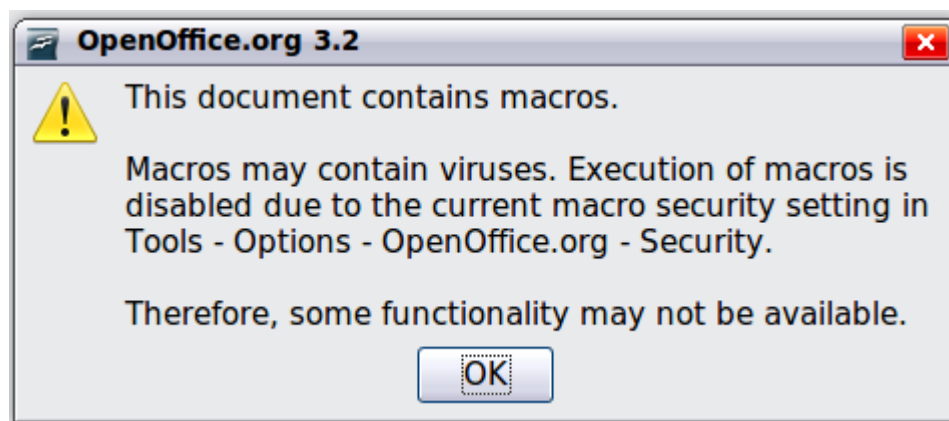 OpenOffice.org 3.2
This document contains macros.
Macros may contain viruses. Execution of macros is
disabled due to the current macro security setting in
Tools - Options - OpenOffice.org - Security.
Therefore, some functionality may not be available.
OK